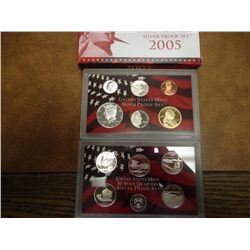 SILVER PROOF SET
2005
UNITED STATES MINT
SILVER PROOF SET
UNITED STATES MINT
50 STATE QUARTERS
SILVER PROOF SET